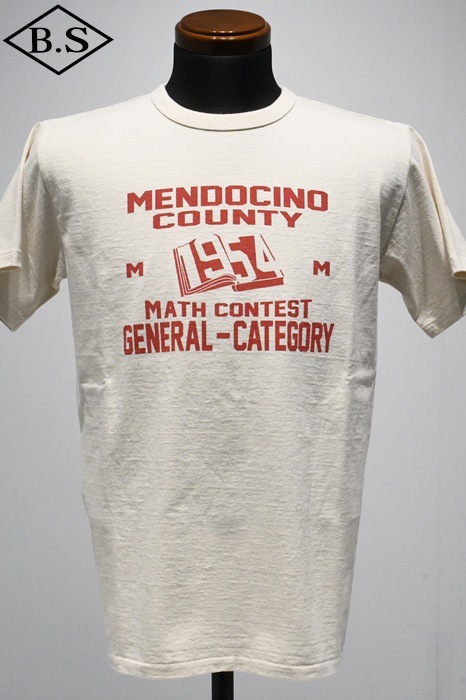 B.S
MENDOCINO
COUNTY
1954
M M
MATH CONTEST
GENERAL-CATEGORY